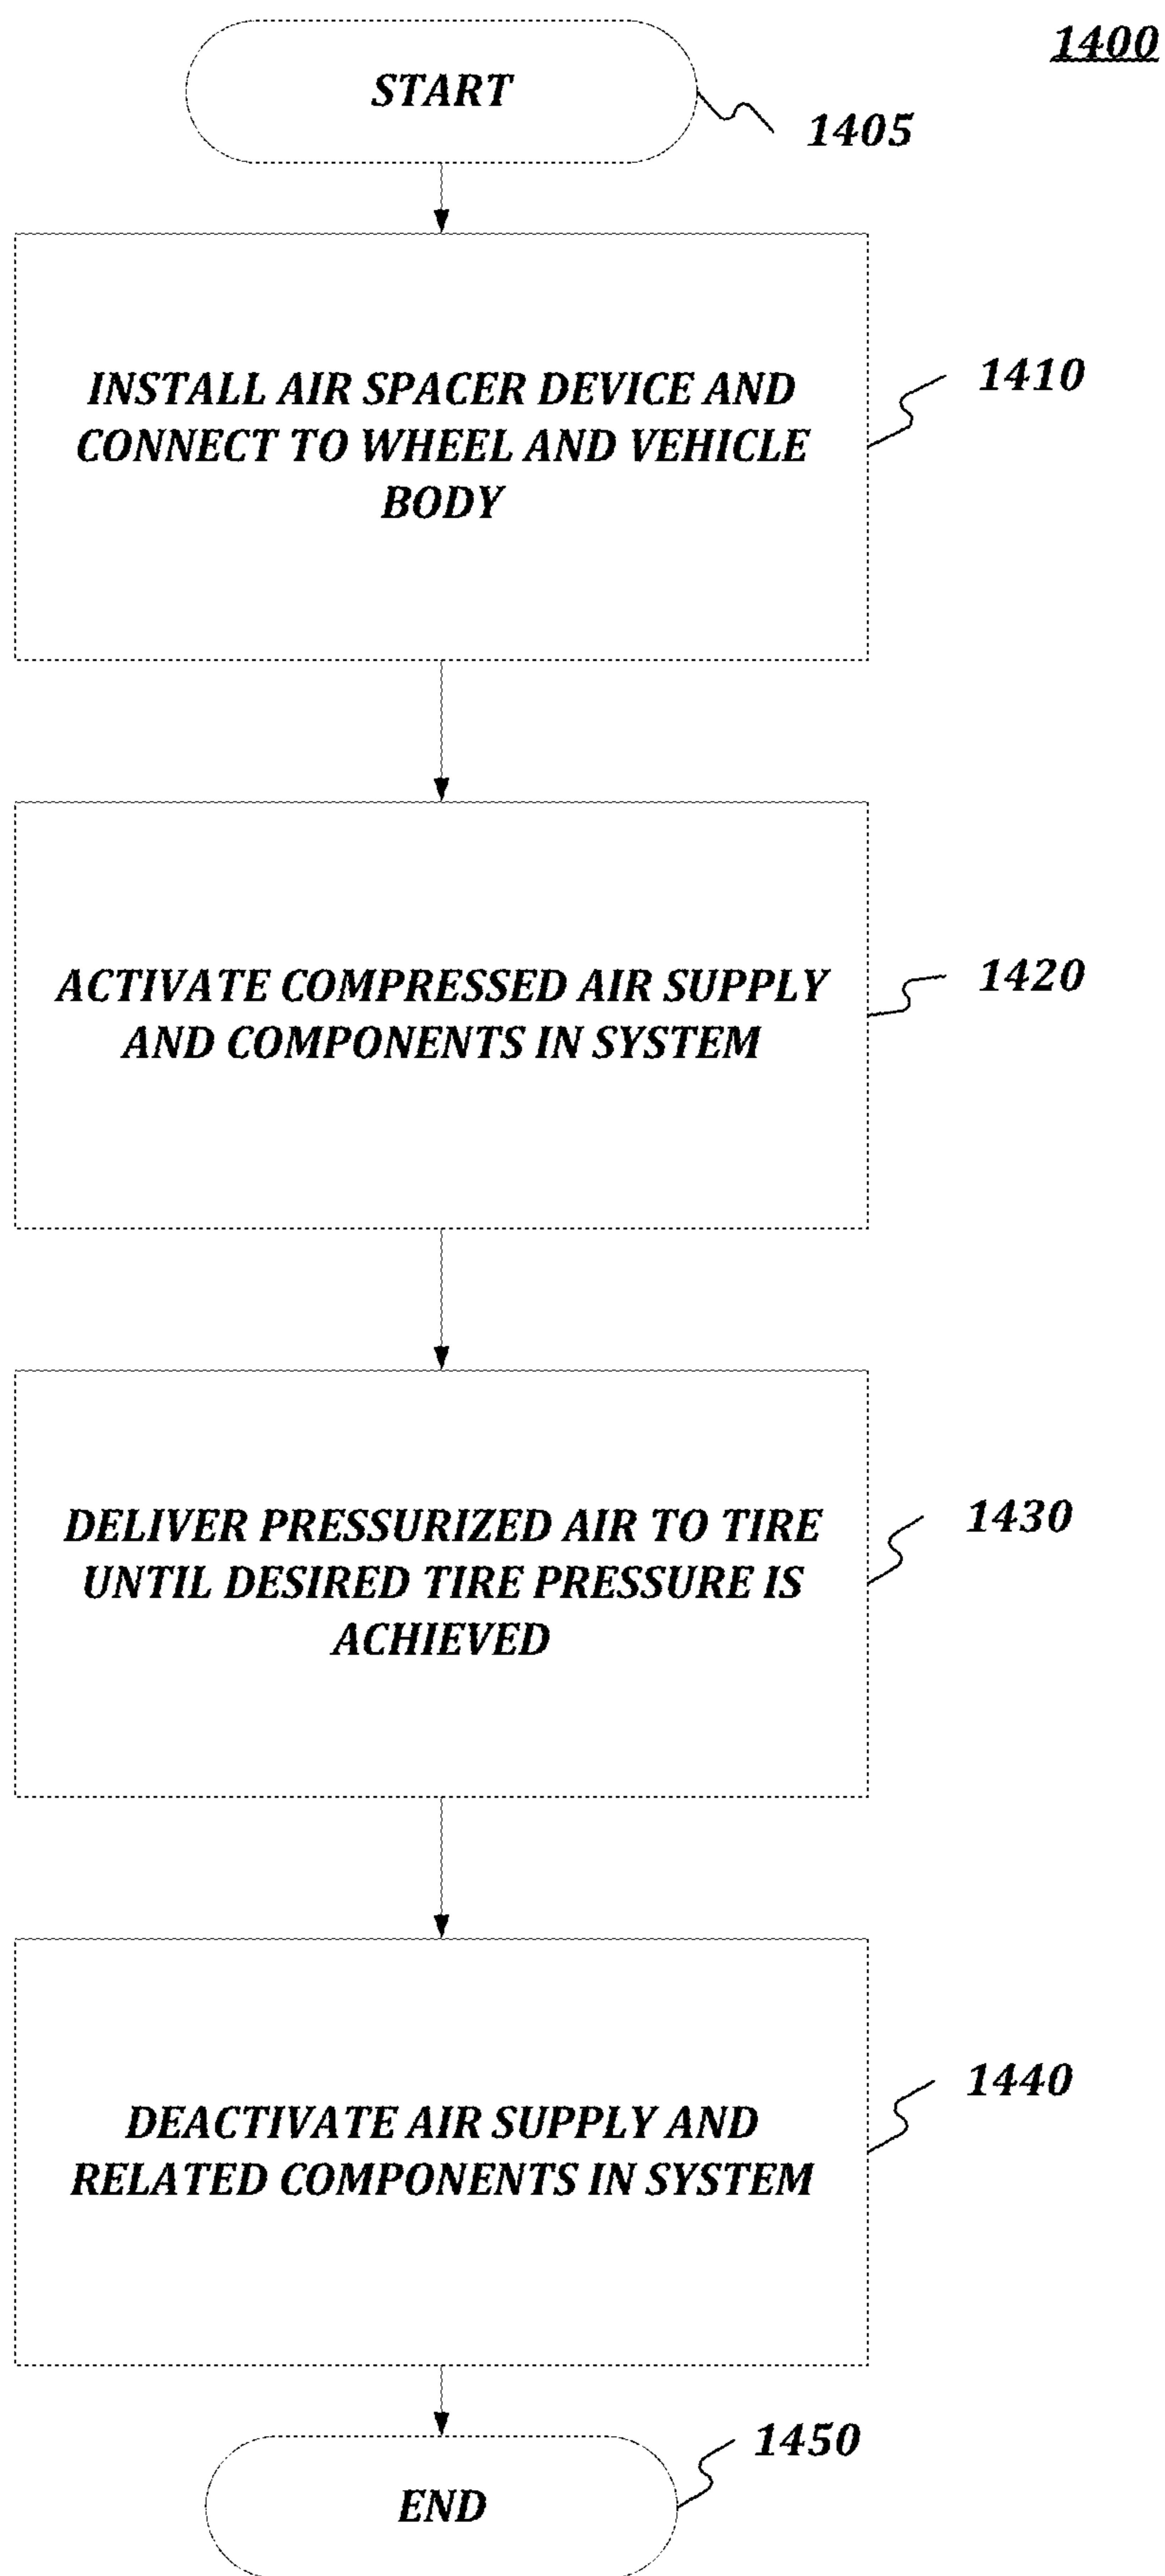 1400
START
1405
INSTALL AIR SPACER DEVICE AND
CONNECT TO WHEEL AND VEHICLE
BODY
1410
ACTIVATE COMPRESSED AIR SUPPLY
AND COMPONENTS IN SYSTEM
1420
DELIVER PRESSURIZED AIR TO TIRE
UNTIL DESIRED TIRE PRESSURE IS
ACHIEVED
1430
DEACTIVATE AIR SUPPLY AND
RELATED COMPONENTS IN SYSTEM
1440
END
1450